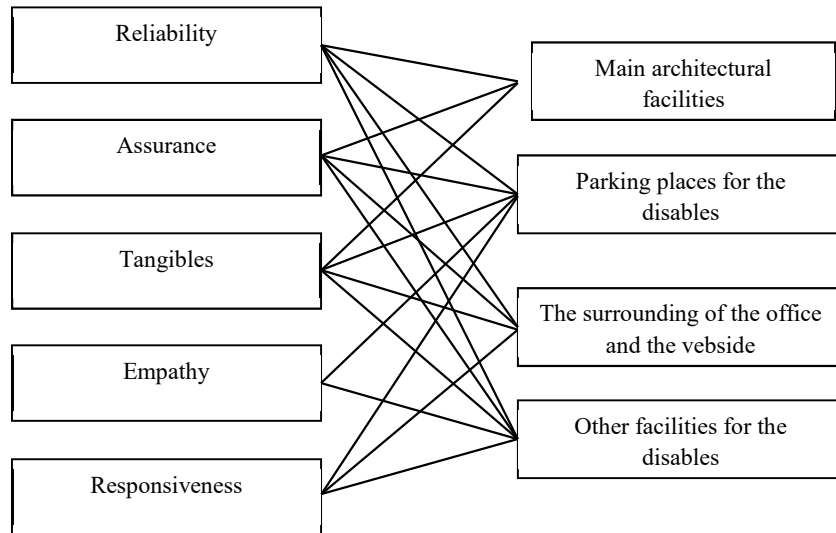 Reliability
Assurance
Tangibles
Empathy
Responsiveness
Main architectural
facilities
Parking places for the
disables
The surrounding of the office
and the vebside
Other facilities for the
disables